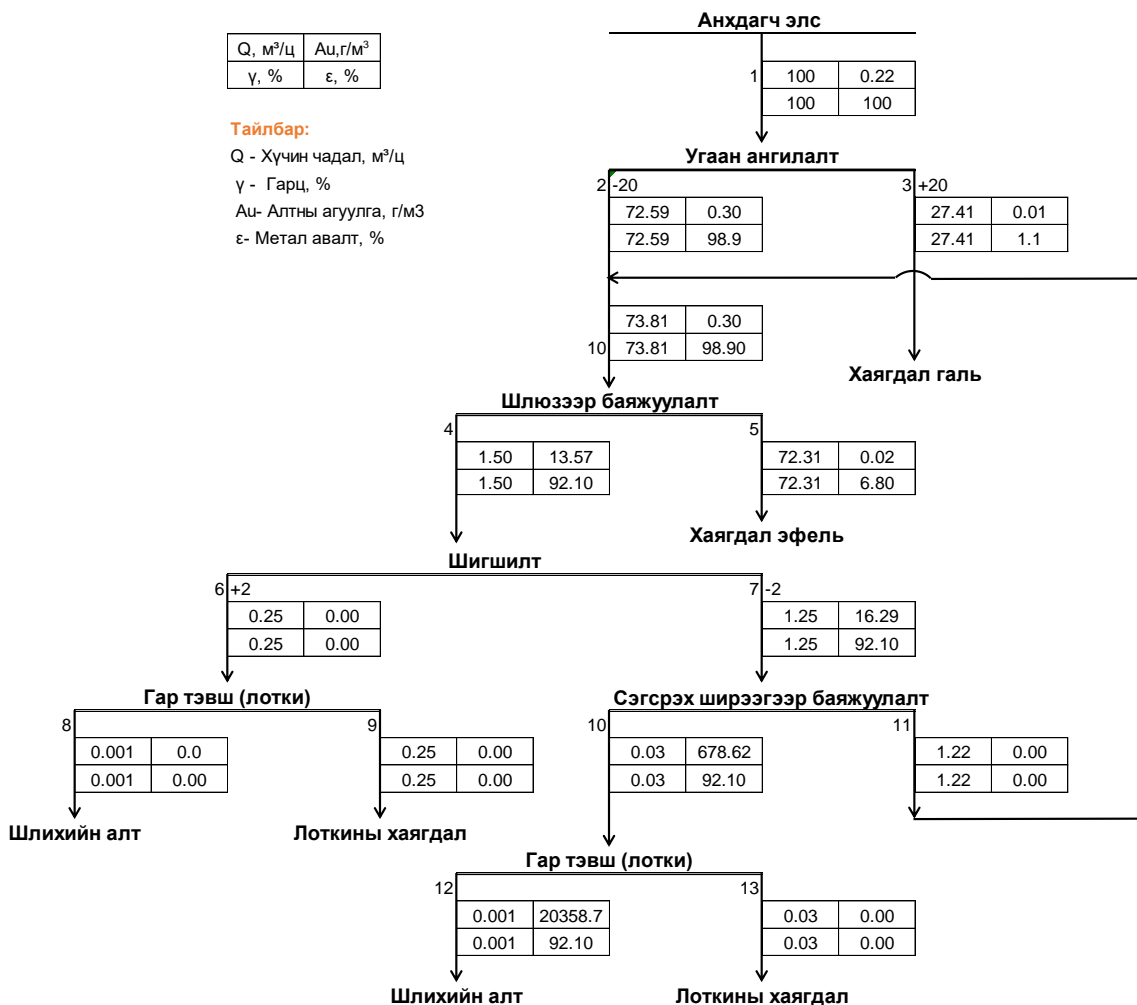 Анхдагч элс
Q, м³/ц Au,г/м³
γ, % ε, %
1 100 0.22
100 100
Тайлбар:
Q - Хүчин чадал, м³/ц
γ - Гарц, %
Au- Алтны агуулга, г/м3
ε- Метал авалт, %
Угаан ангилалт
2 -20 3 +20
72.59 0.30 27.41 0.01
72.59 98.9 27.41 1.1
73.81 0.30
10 73.81 98.90
Хаягдал галь
Шлюзээр баяжуулалт
4 5
1.50 13.57 72.31 0.02
1.50 92.10 72.31 6.80
Хаягдал эфель
Шигшилт
6 +2 7 -2
0.25 0.00 1.25 16.29
0.25 0.00 1.25 92.10
Гар тэвш (лотки) Сэгсрэх ширээгээр баяжуулалт
8 9 10 11
0.001 0.0 0.25 0.00 0.03 678.62 1.22 0.00
0.001 0.00 0.25 0.00 0.03 92.10 1.22 0.00
Шлихийн алт Лоткины хаягдал
Гар тэвш (лотки)
12 13
0.001 20358.7 0.03 0.00
0.001 92.10 0.03 0.00
Шлихийн алт Лоткины хаягдал